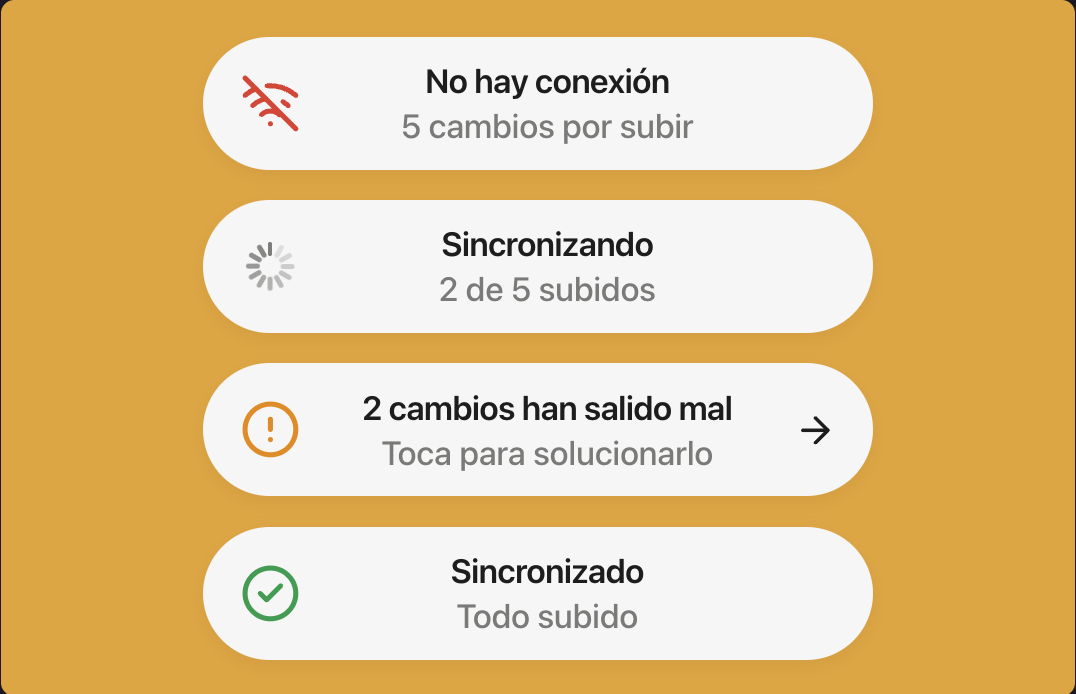 No hay conexión
5 cambios por subir
Sincronizando
2 de 5 subidos
2 cambios han salido mal
Toca para solucionarlo
Sincronizado
Todo subido